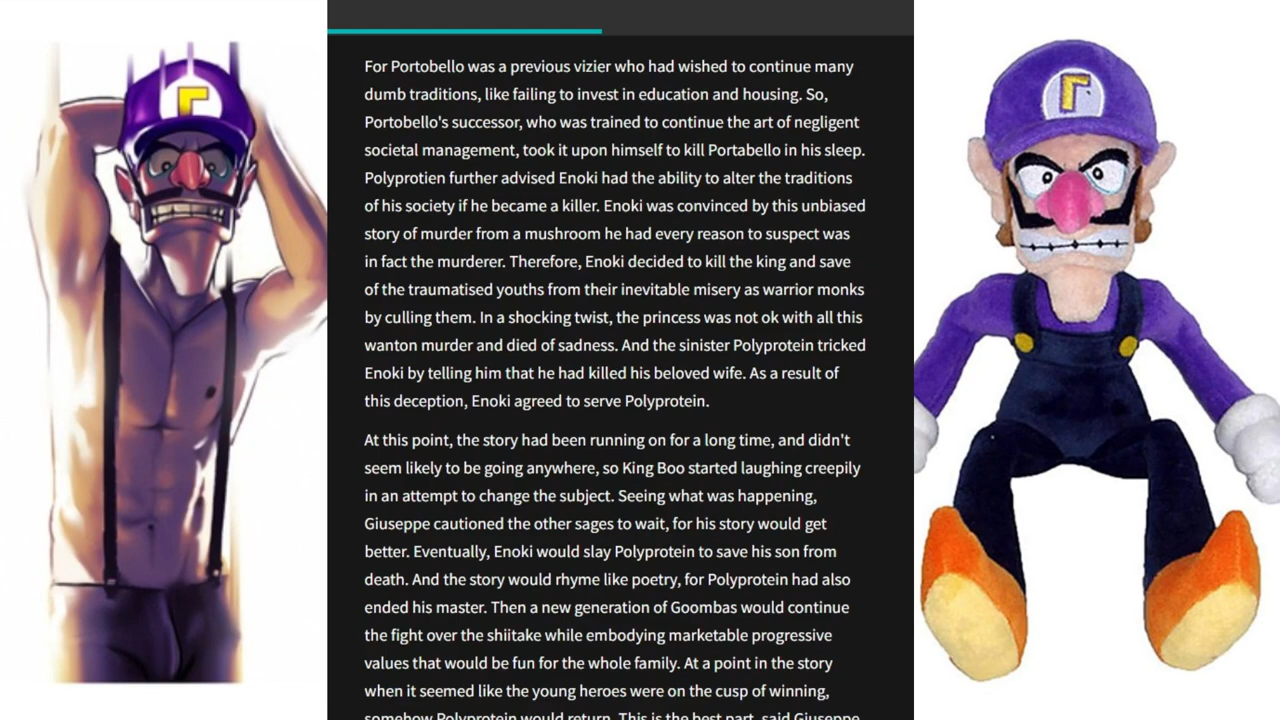 For Portobello was a previous vizier who had wished to continue many
dumb traditions, like failing to invest in education and housing. So,
Portobello's successor, who was trained to continue the art of negligent
societal management, took it upon himself to kill Portabello in his sleep.
Polyprotien further advised Enoki had the ability to alter the traditions
of his society if he became a killer. Enoki was convinced by this unbiased
story of murder from a mushroom he had every reason to suspect was
in fact the murderer. Therefore, Enoki decided to kill the king and save
of the traumatised youths from their inevitable misery as warrior monks
by culling them. In a shocking twist, the princess was not ok with all this
wanton murder and died of sadness. And the sinister Polyprotein tricked
Enoki by telling him that he had killed his beloved wife. As a result of
this deception, Enoki agreed to serve Polyprotein.
At this point, the story had been running on for a long time, and didn't
seem likely to be going anywhere, so King Boo started laughing creepily
in an attempt to change the subject. Seeing what was happening,
Giuseppe cautioned the other sages to wait, for his story would get
better. Eventually, Enoki would slay Polyprotein to save his son from
death. And the story would rhyme like poetry, for Polyprotein had also
ended his master. Then a new generation of Goombas would continue
the fight over the shiitake while embodying marketable progressive
values that would be fun for the whole family. At a point in the story
when it seemed like the young heroes were on the cusp of winning,
somehow Polyprotein would return. This is the best part, said Giuseppe